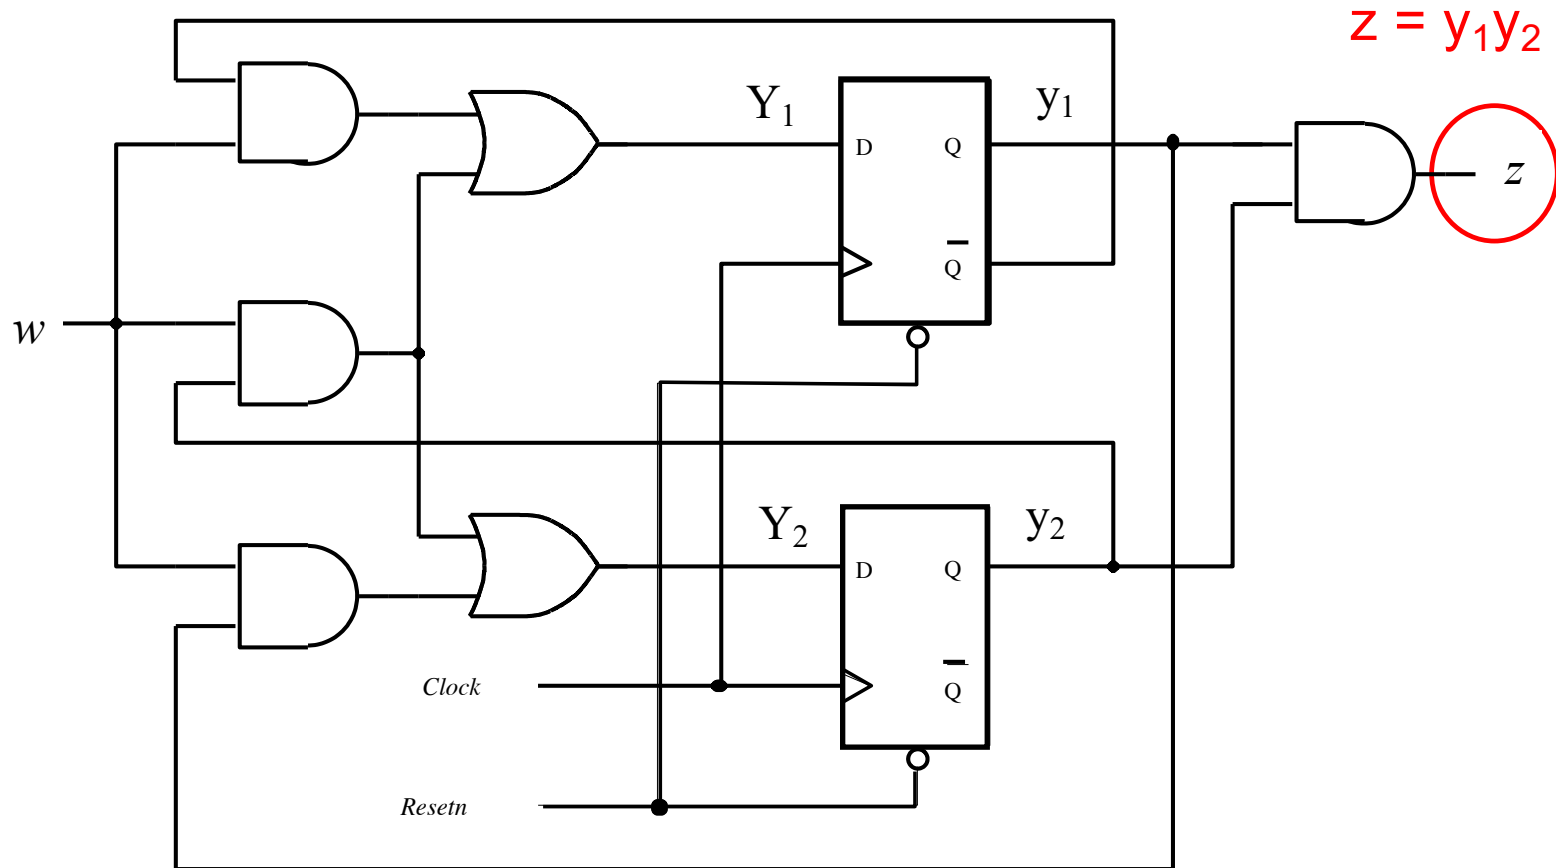 z = y₁y₂
Y₁
y₁
D
Q
z
Q̅
w
Y₂
y₂
D
Q
Clock
Q̅
Resetn